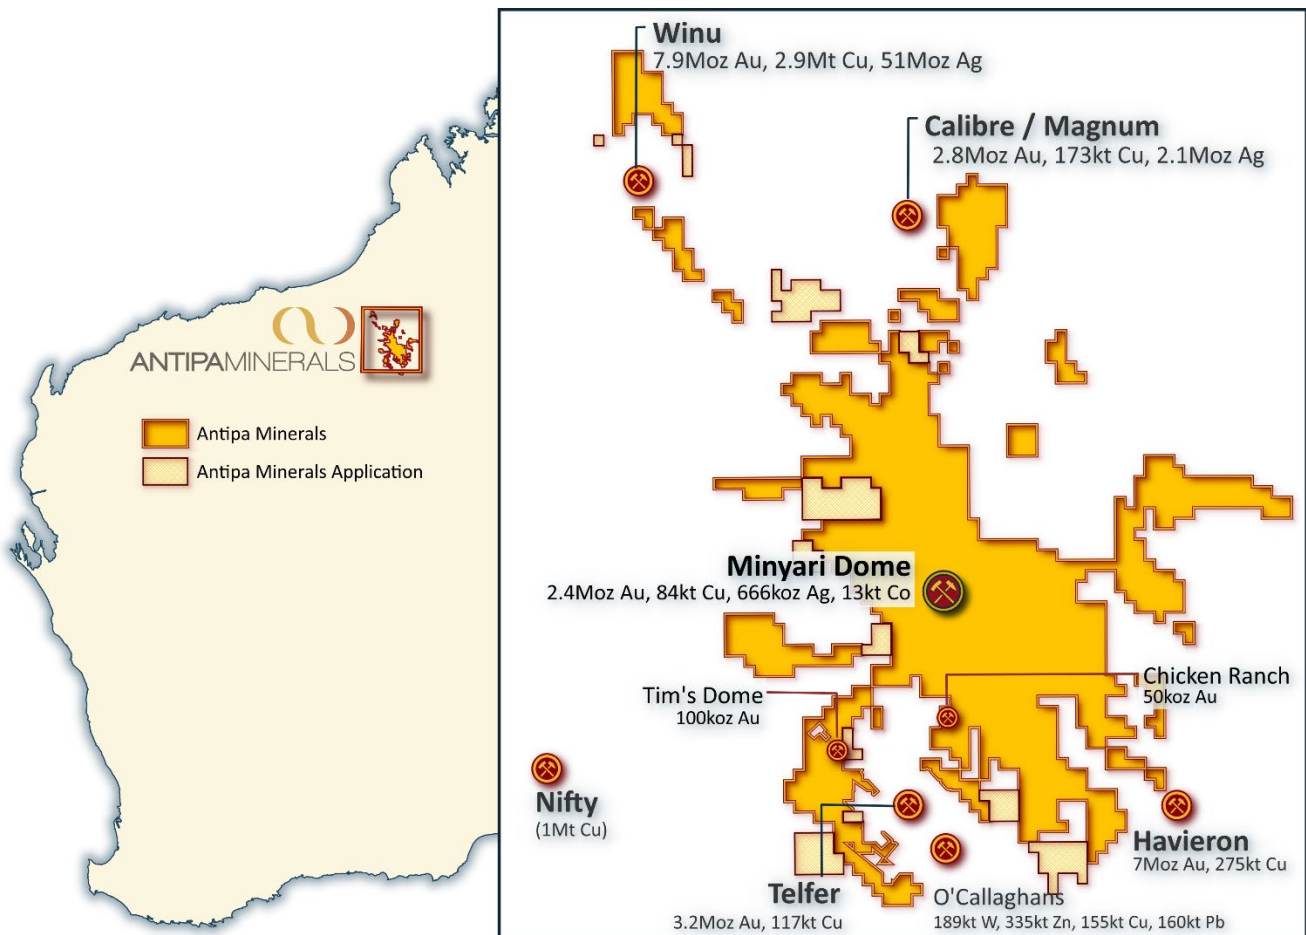 Winu
7.9Moz Au, 2.9Mt Cu, 51Moz Ag
Calibre / Magnum
2.8Moz Au, 173kt Cu, 2.1Moz Ag
ANTIPAMINERALS
Antipa Minerals
Antipa Minerals Application
Minyari Dome
2.4Moz Au, 84kt Cu, 666koz Ag, 13kt Co
Tim's Dome
100koz Au
Chicken Ranch
50koz Au
Nifty
(1Mt Cu)
Havieron
7Moz Au, 275kt Cu
Telfer
3.2Moz Au, 117kt Cu
O'Callaghans
189kt W, 335kt Zn, 155kt Cu, 160kt Pb